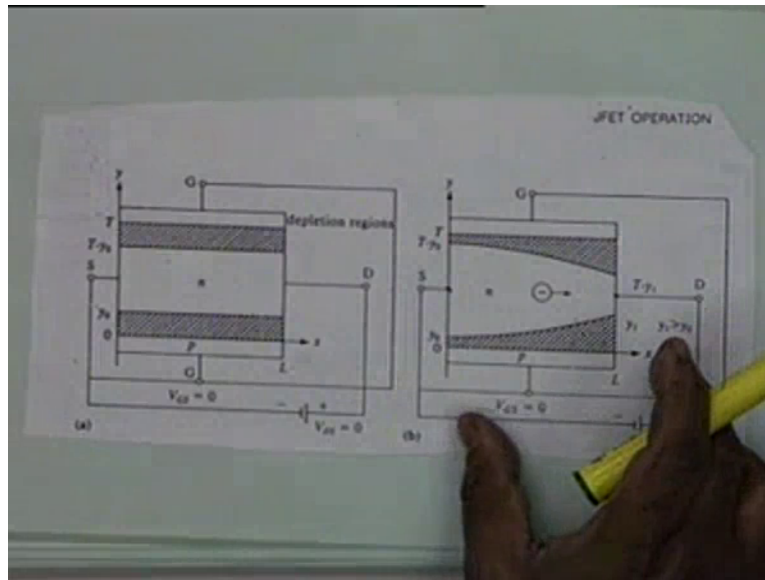 JFET OPERATION
y
G
T
depletion regions
T-y₀
S
n
D
y₀
0
x
P
G
L
V_GS = 0
− +
V_DS = 0
(a)
y
G
T
T-y₀
S
n
−
T-y₁
D
y₁
y₁>y₀
y₀
0
x
P
L
V_GS = 0
−
(b)